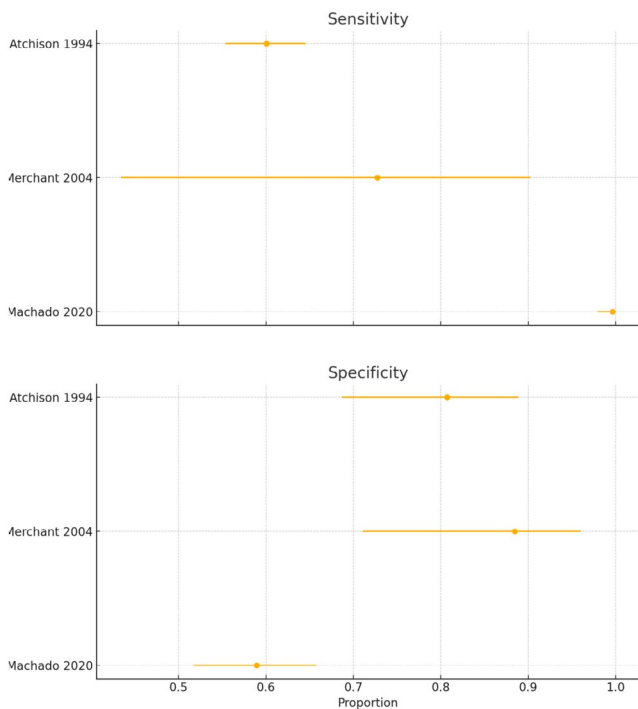 Sensitivity
Atchison 1994
Merchant 2004
Machado 2020
Specificity
Atchison 1994
Merchant 2004
Machado 2020
0.5 0.6 0.7 0.8 0.9 1.0
Proportion